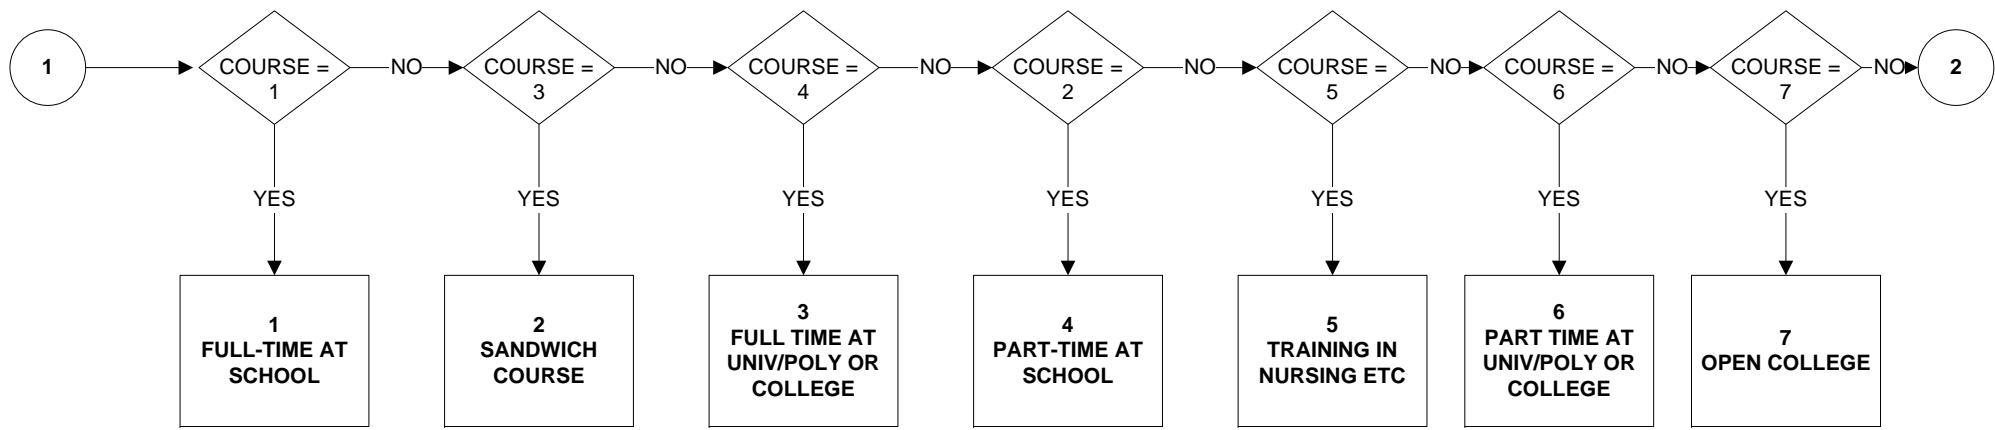 1
COURSE =
1
NO
COURSE =
3
NO
COURSE =
4
NO
COURSE =
2
NO
COURSE =
5
NO
COURSE =
6
NO
COURSE =
7
NO
2
YES
YES
YES
YES
YES
YES
YES
1
FULL-TIME AT
SCHOOL
2
SANDWICH
COURSE
3
FULL TIME AT
UNIV/POLY OR
COLLEGE
4
PART-TIME AT
SCHOOL
5
TRAINING IN
NURSING ETC
6
PART TIME AT
UNIV/POLY OR
COLLEGE
7
OPEN COLLEGE